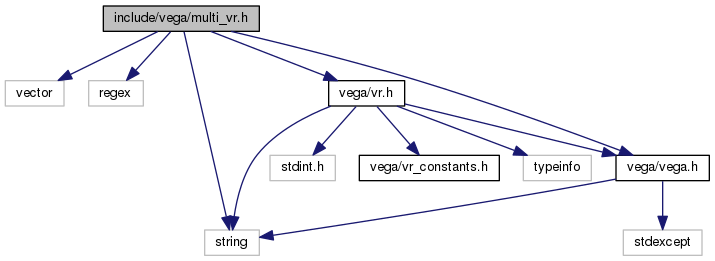 include/vega/multi_vr.h
vector
regex
vega/vr.h
stdint.h
vega/vr_constants.h
typeinfo
vega/vega.h
string
stdexcept